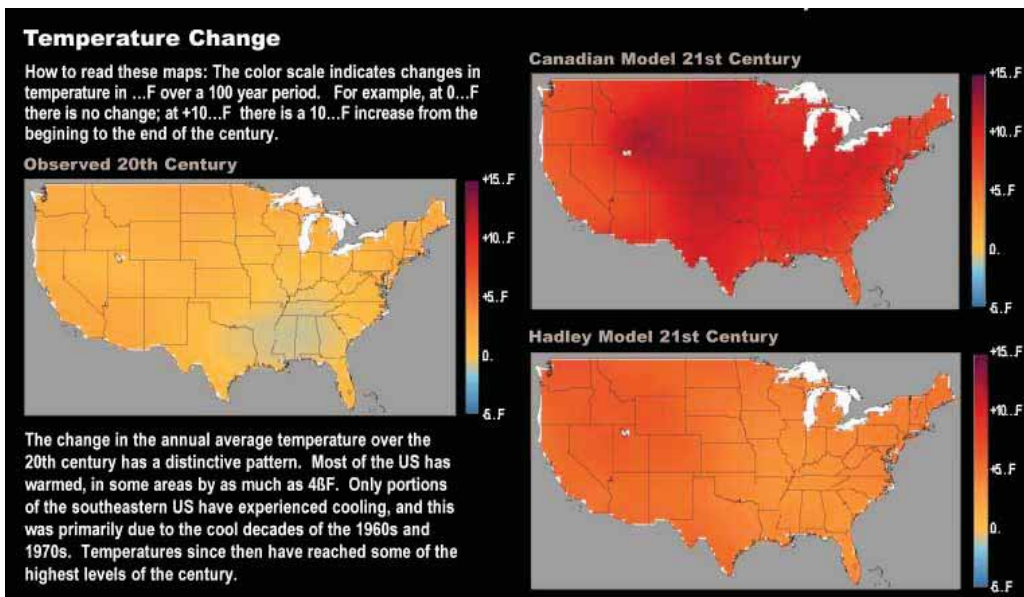 Temperature Change
How to read these maps: The color scale indicates changes in
temperature in ...F over a 100 year period. For example, at 0...F
there is no change; at +10...F there is a 10...F increase from the
begining to the end of the century.
Observed 20th Century
+15..F
+10..F
+5..F
0.
-5..F
The change in the annual average temperature over the
20th century has a distinctive pattern. Most of the US has
warmed, in some areas by as much as 4ßF. Only portions
of the southeastern US have experienced cooling, and this
was primarily due to the cool decades of the 1960s and
1970s. Temperatures since then have reached some of the
highest levels of the century.
Canadian Model 21st Century
+15..F
+10..F
+5..F
0.
-5..F
Hadley Model 21st Century
+15..F
+10..F
+5..F
0.
-5..F